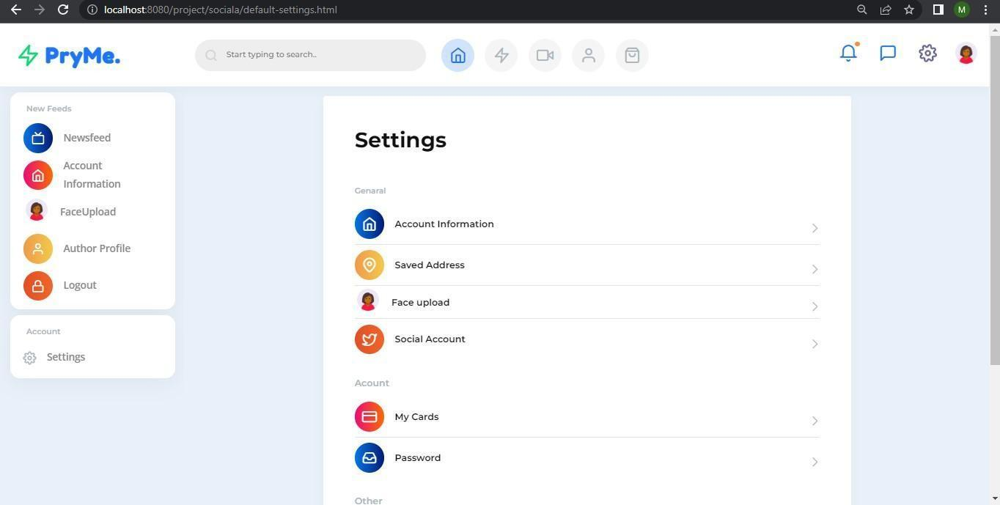 localhost:8080/project/sociala/default-settings.html
M
PryMe.
Start typing to search..
New Feeds
Newsfeed
Account
Information
FaceUpload
Author Profile
Logout
Account
Settings
Settings
Genaral
Account Information
Saved Address
Face upload
Social Account
Acount
My Cards
Password
Other